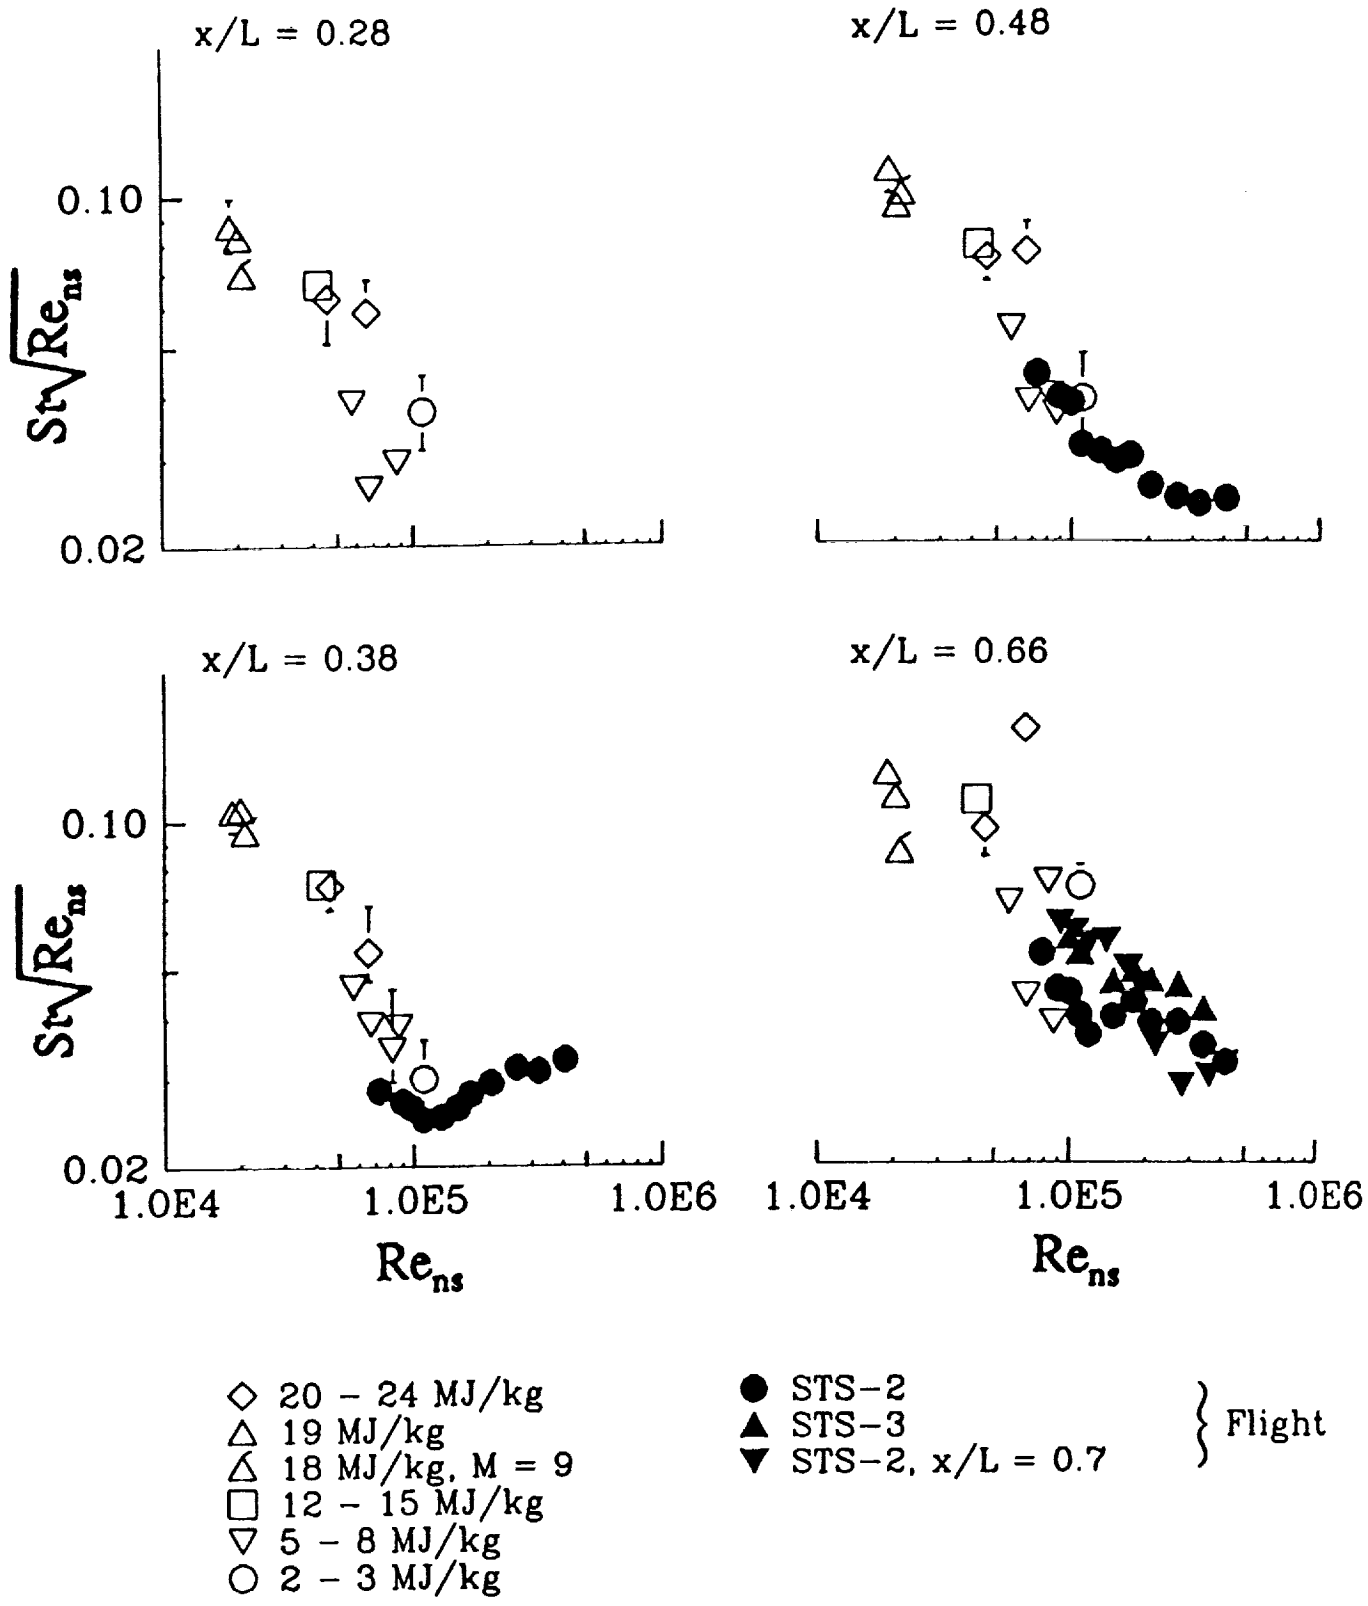 x/L = 0.28
x/L = 0.48
0.10
St√Re_ns
0.02
x/L = 0.38
x/L = 0.66
0.10
St√Re_ns
0.02
1.0E4 1.0E5 1.0E6
1.0E4 1.0E5 1.0E6
Re_ns
Re_ns
20 – 24 MJ/kg
19 MJ/kg
18 MJ/kg, M = 9
12 – 15 MJ/kg
5 – 8 MJ/kg
2 – 3 MJ/kg
STS–2
STS–3
STS–2, x/L = 0.7
Flight